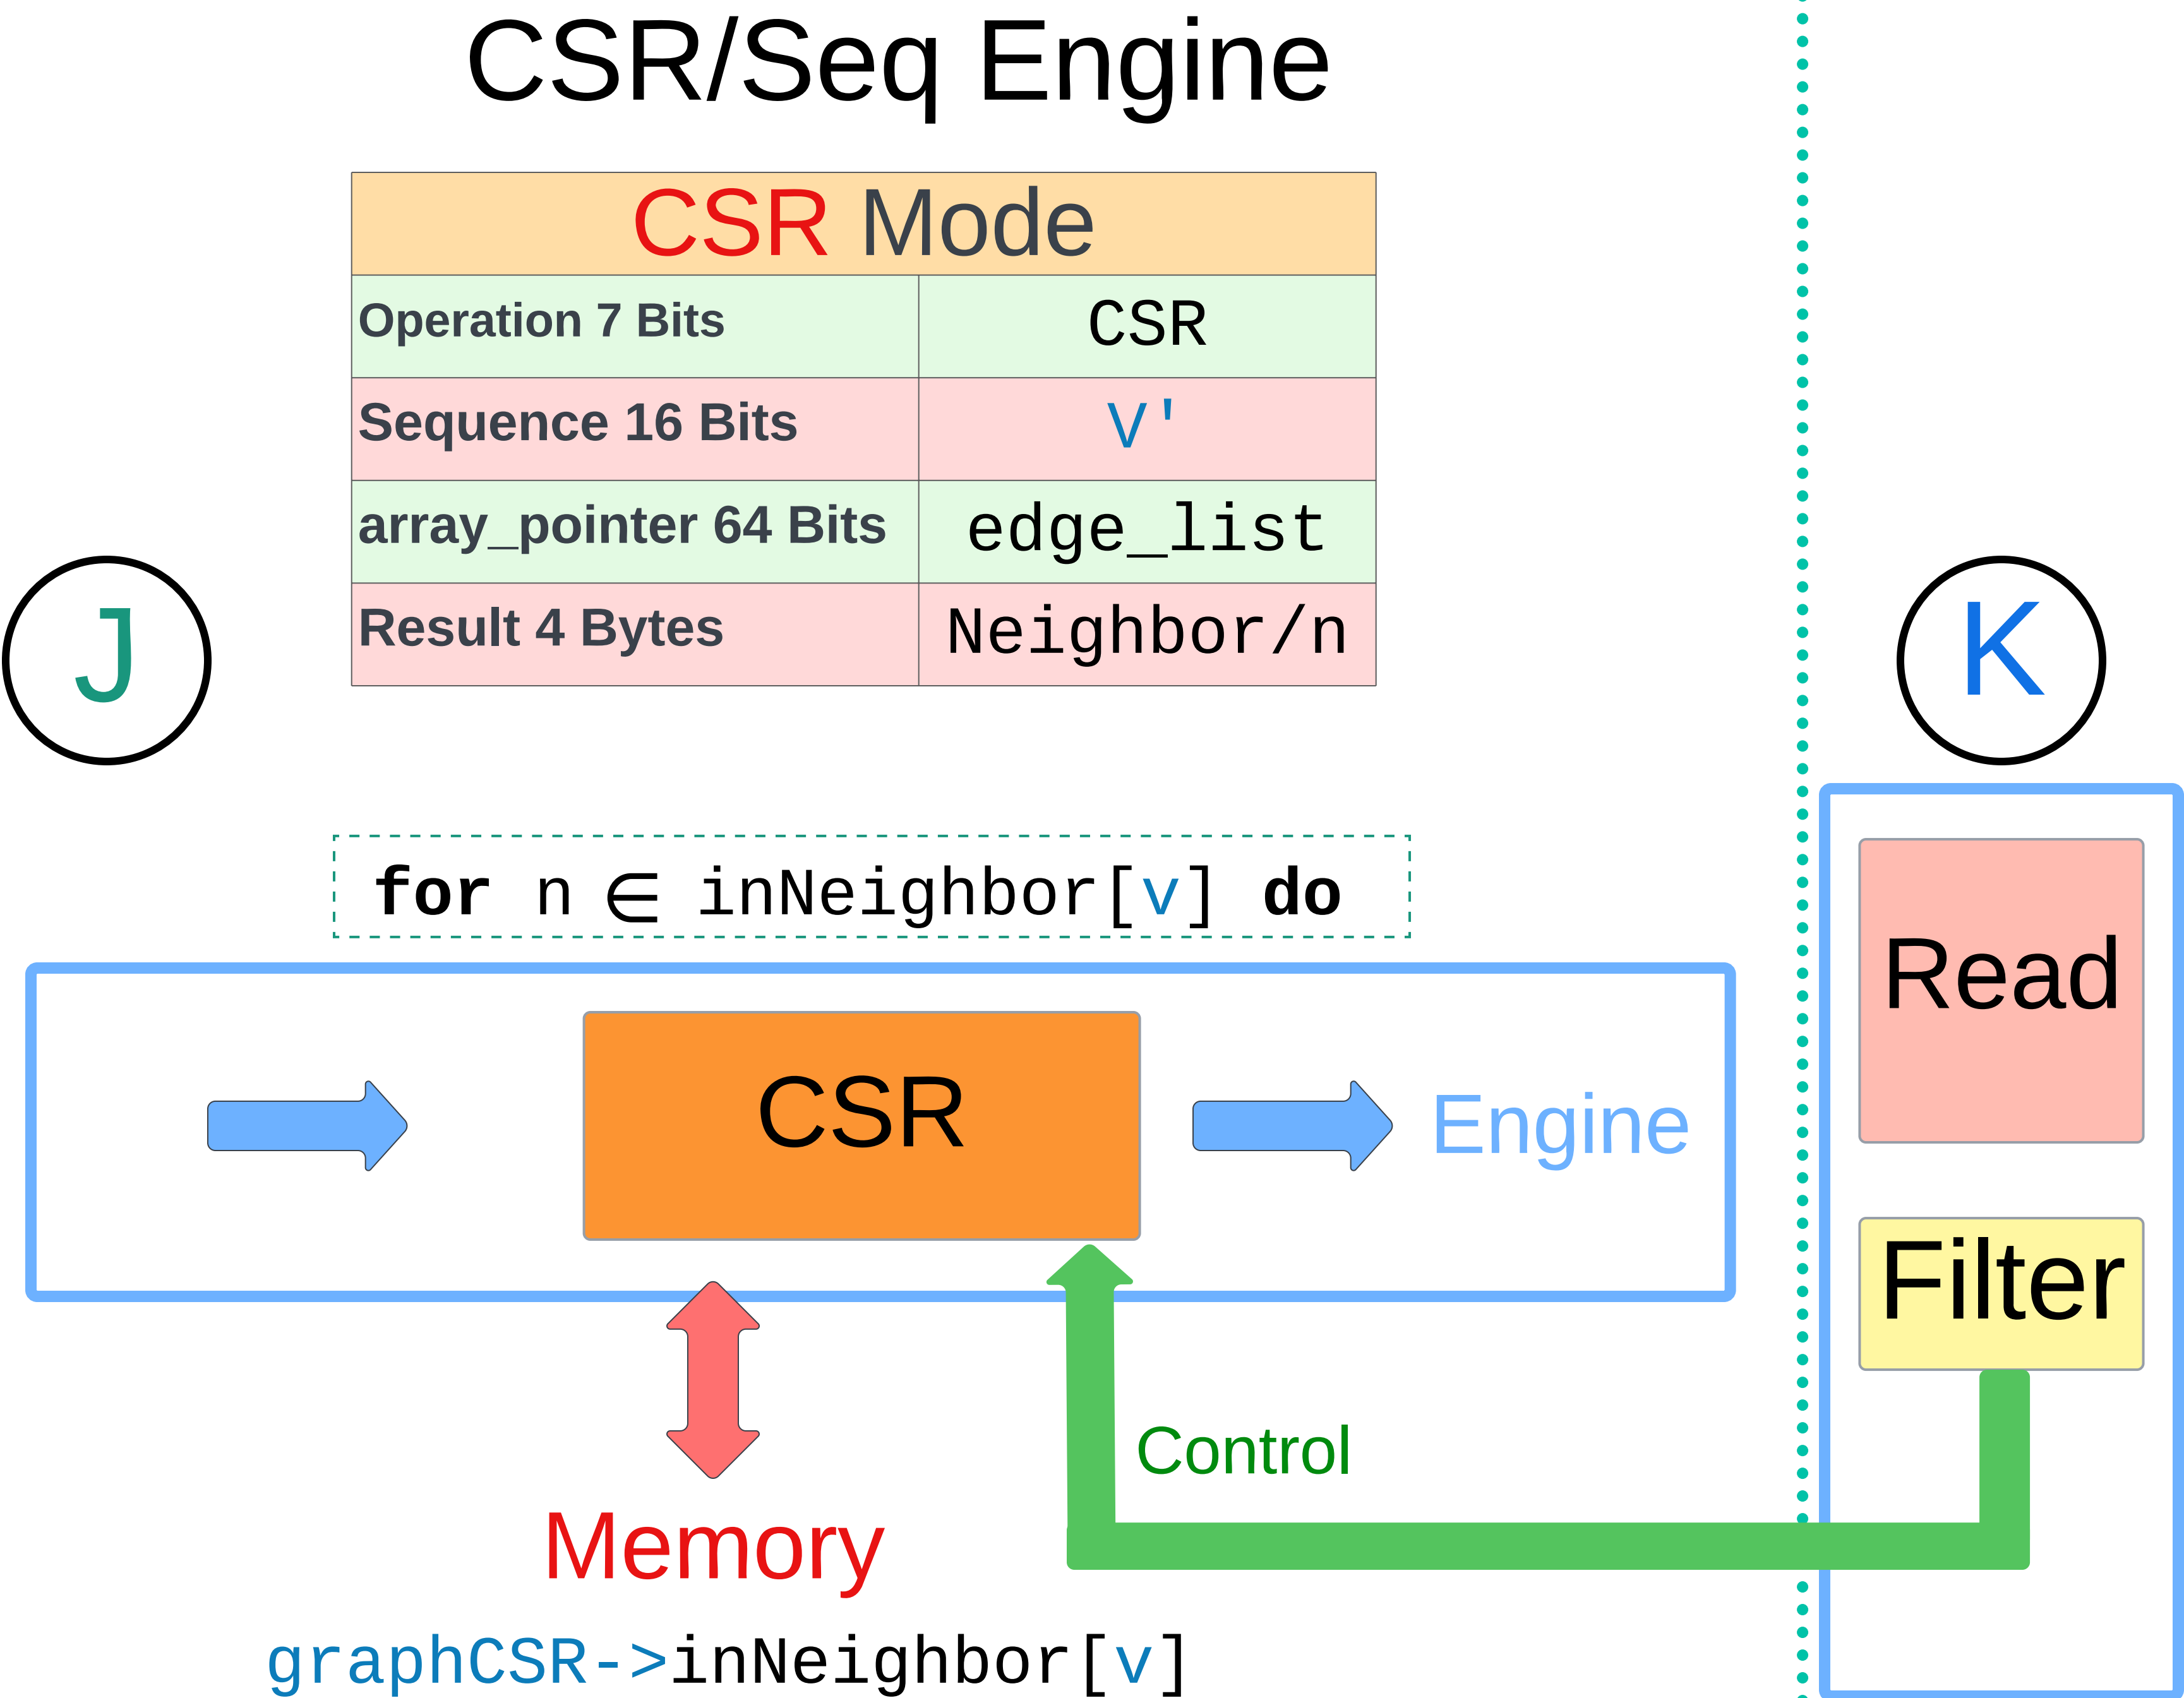 CSR/Seq Engine
CSR Mode
Operation 7 Bits CSR
Sequence 16 Bits V'
array_pointer 64 Bits edge_list
Result 4 Bytes Neighbor/n
J
K
for n ∈ inNeighbor[v] do
Read
CSR
Engine
Filter
Control
Memory
graphCSR->inNeighbor[v]